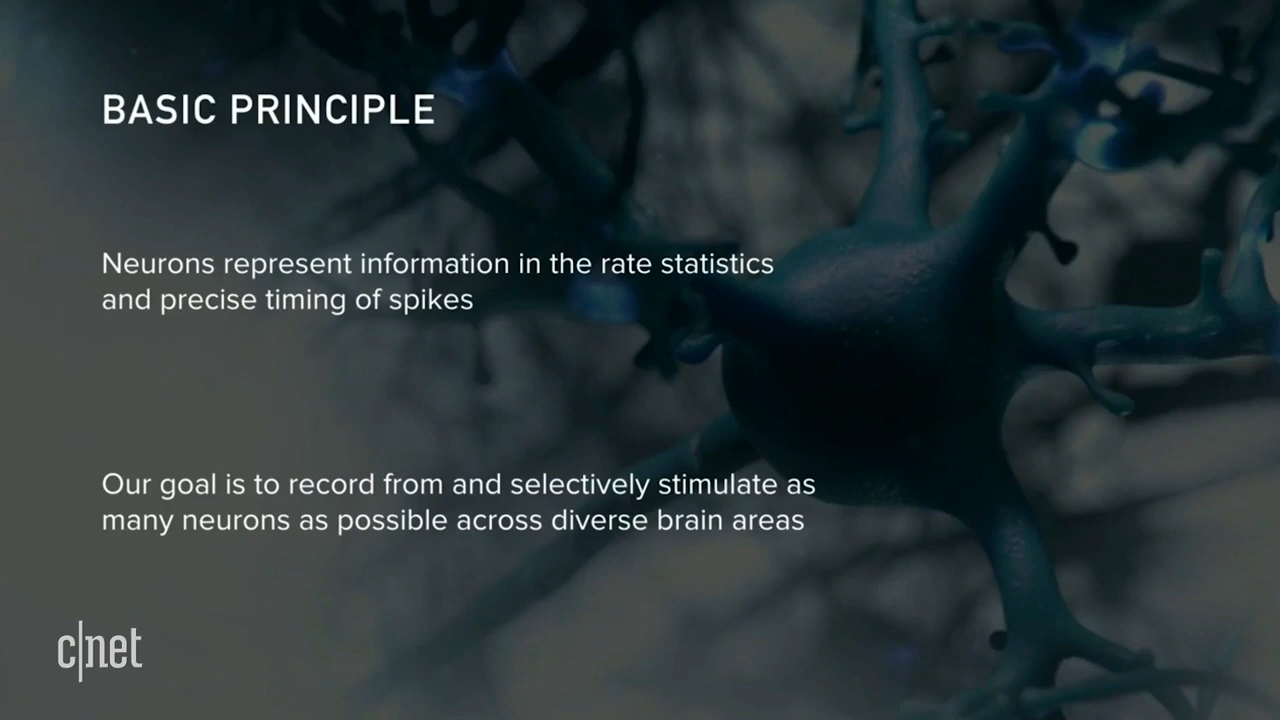 BASIC PRINCIPLE
Neurons represent information in the rate statistics
and precise timing of spikes
Our goal is to record from and selectively stimulate as
many neurons as possible across diverse brain areas
c|net